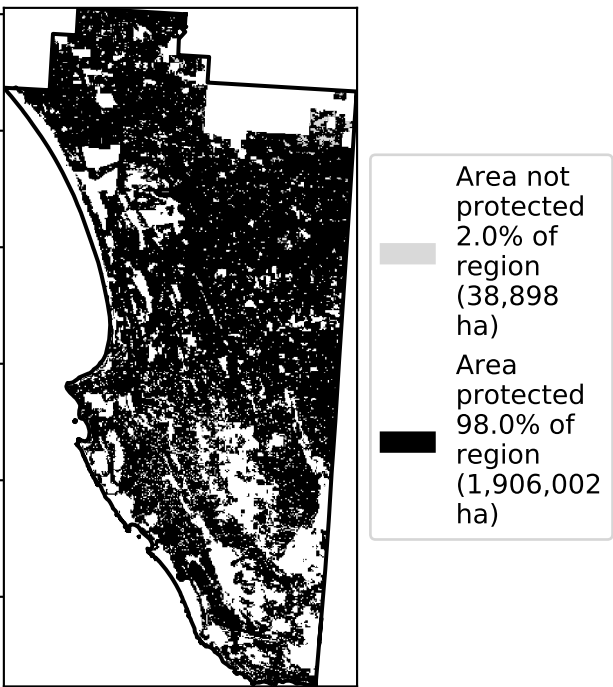 Area not
protected
2.0% of
region
(38,898
ha)
Area
protected
98.0% of
region
(1,906,002
ha)